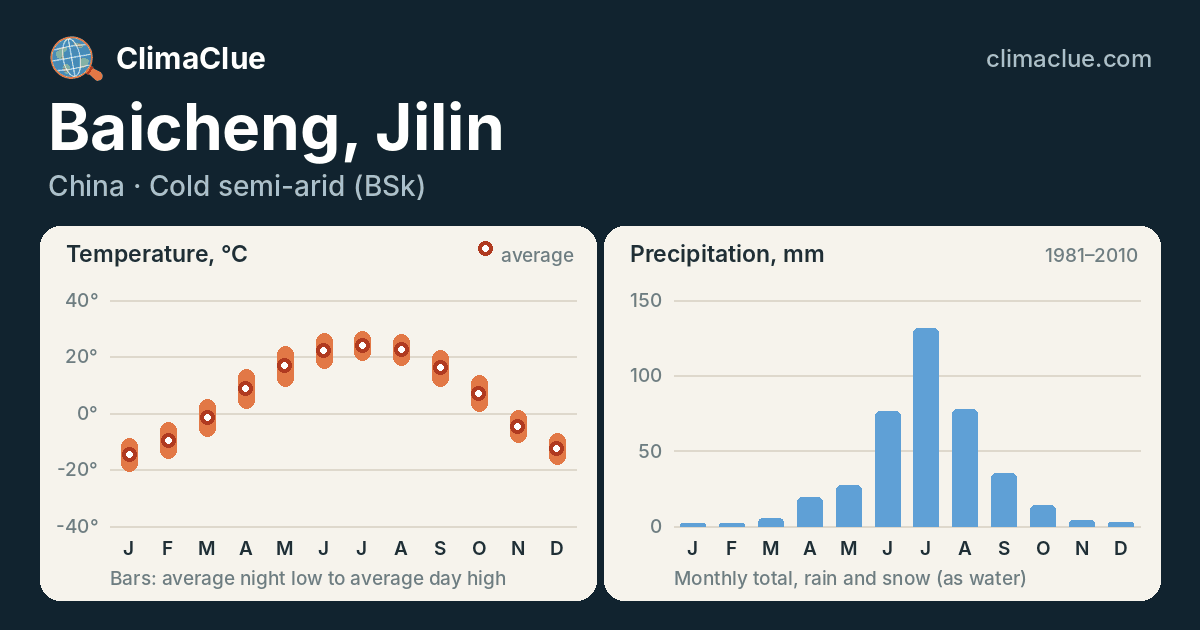 ClimaClue
climaclue.com
Baicheng, Jilin
China · Cold semi-arid (BSk)
Temperature, °C
average
40°
20°
0°
-20°
-40°
J F M A M J J A S O N D
Bars: average night low to average day high
Precipitation, mm
1981–2010
150
100
50
0
J F M A M J J A S O N D
Monthly total, rain and snow (as water)